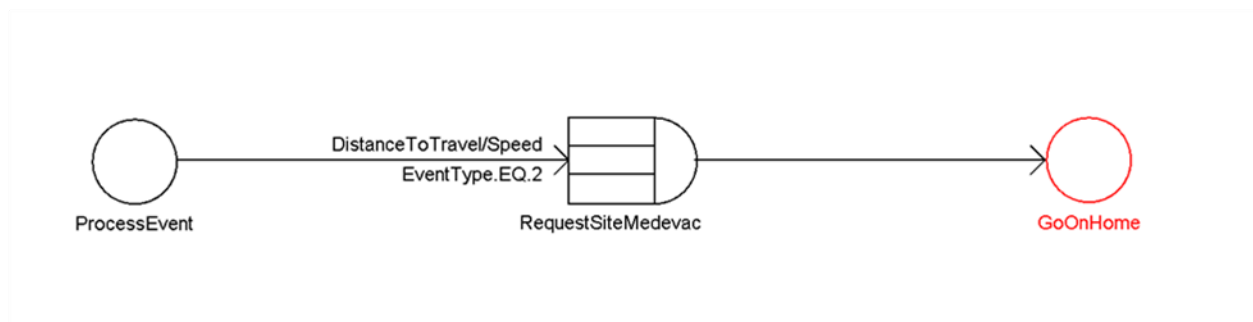 DistanceToTravel/Speed
EventType.EQ.2
ProcessEvent
RequestSiteMedevac
GoOnHome